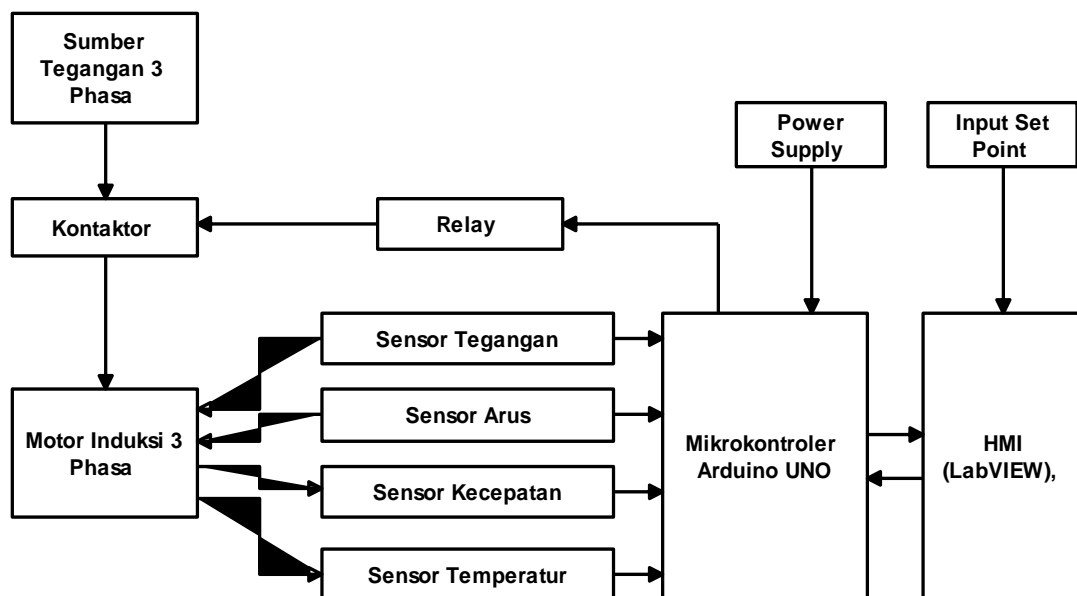 Sumber
Tegangan 3
Phasa
Power
Supply
Input Set
Point
Kontaktor
Relay
Sensor Tegangan
Sensor Arus
Motor Induksi 3
Phasa
Mikrokontroler
Arduino UNO
HMI
(LabVIEW),
Sensor Kecepatan
Sensor Temperatur